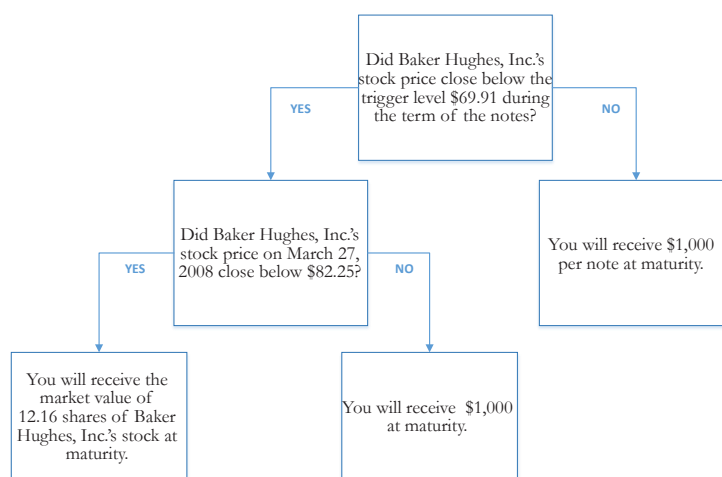 Did Baker Hughes, Inc.'s
stock price close below the
trigger level $69.91 during
the term of the notes?
YES
NO
Did Baker Hughes, Inc.'s
stock price on March 27,
2008 close below $82.25?
You will receive $1,000
per note at maturity.
YES
NO
You will receive the
market value of
12.16 shares of Baker
Hughes, Inc.'s stock at
maturity.
You will receive $1,000
at maturity.